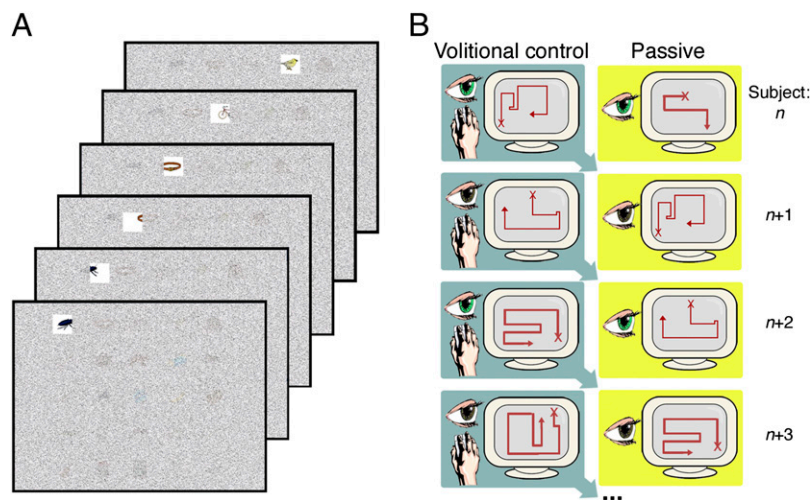 A
B
Volitional control
Passive
Subject:
n
n+1
n+2
n+3
...